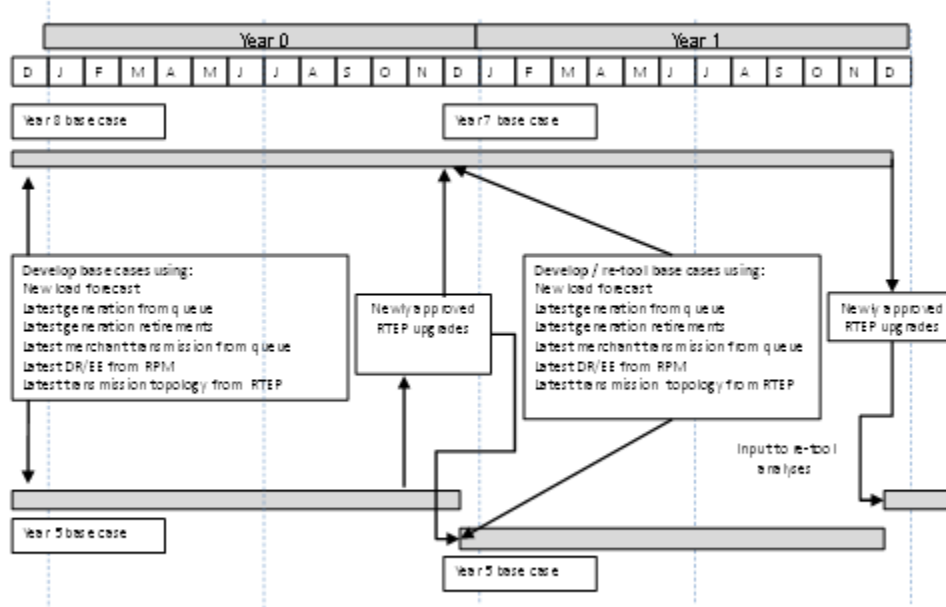 Year 0
Year 1
D J F M A M J J A S O N D J F M A M J J A S O N D
Year 8 base case
Year 7 base case
Develop base cases using:
New load forecast
Latest generation from queue
Latest generation retirements
Latest merchant transmission from queue
Latest DR/EE from RPM
Latest transmission topology from RTEP
Newly approved
RTEP upgrades
Develop / re-tool base cases using:
New load forecast
Latest generation from queue
Latest generation retirements
Latest merchant transmission from queue
Latest DR/EE from RPM
Latest transmission topology from RTEP
Newly approved
RTEP upgrades
Input to re-tool
analyses
Year 5 base case
Year 5 base case